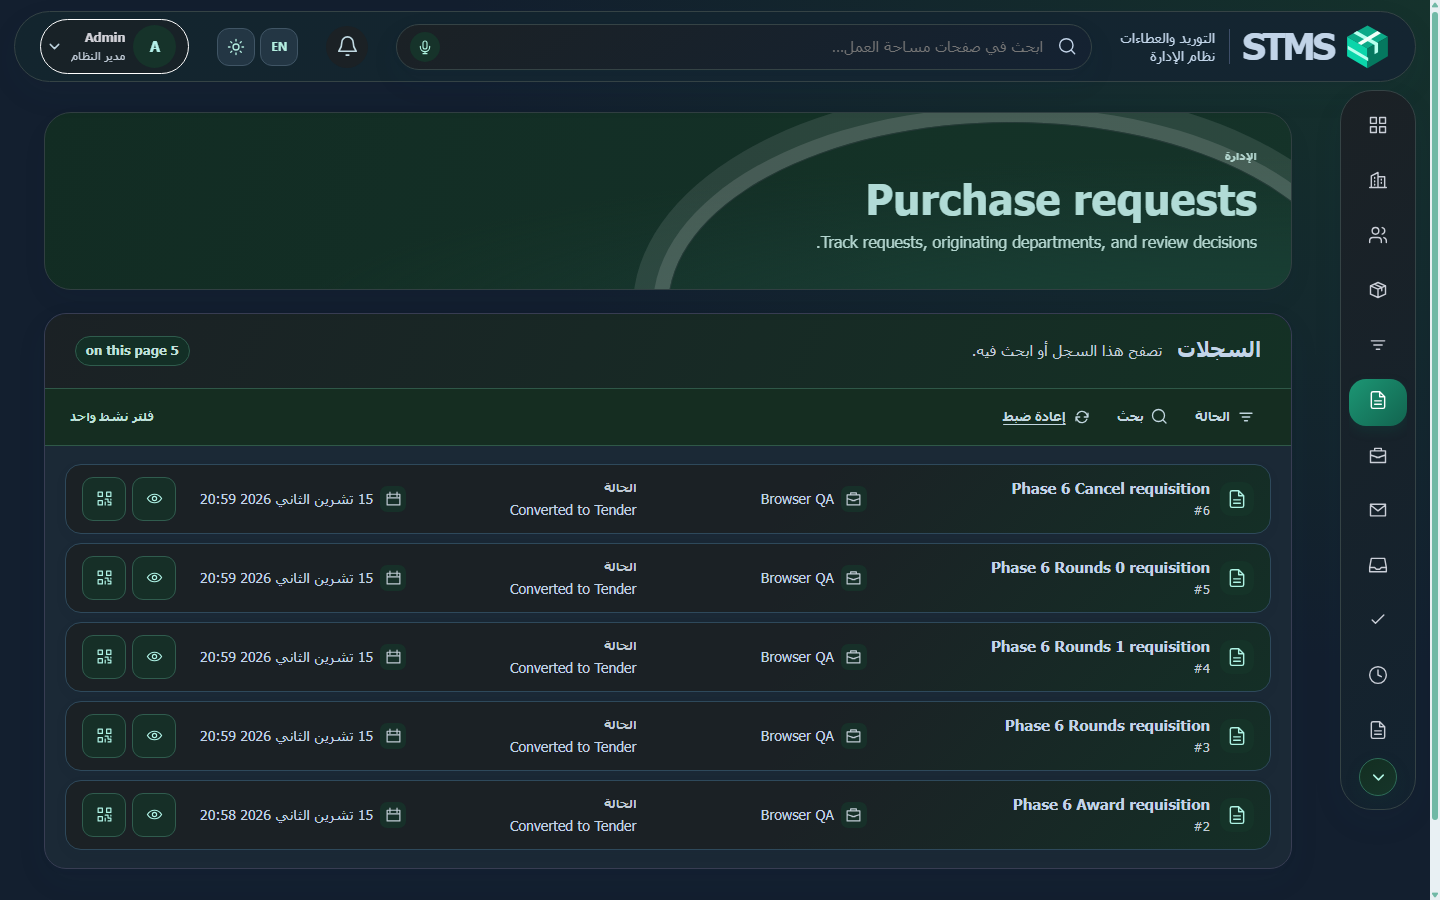 STMS
التوريد والعطاءات
نظام الإدارة
ابحث في صفحات مساحة العمل...
EN
A
Admin
مدير النظام
الإدارة
Purchase requests
.Track requests, originating departments, and review decisions
السجلات
تصفح هذا السجل أو ابحث فيه.
on this page 5
الحالة
بحث
إعادة ضبط
فلتر نشط واحد
Phase 6 Cancel requisition
#6
Browser QA
الحالة
Converted to Tender
15 تشرين الثاني 2026 20:59
Phase 6 Rounds 0 requisition
#5
Browser QA
الحالة
Converted to Tender
15 تشرين الثاني 2026 20:59
Phase 6 Rounds 1 requisition
#4
Browser QA
الحالة
Converted to Tender
15 تشرين الثاني 2026 20:59
Phase 6 Rounds requisition
#3
Browser QA
الحالة
Converted to Tender
15 تشرين الثاني 2026 20:59
Phase 6 Award requisition
#2
Browser QA
الحالة
Converted to Tender
15 تشرين الثاني 2026 20:58